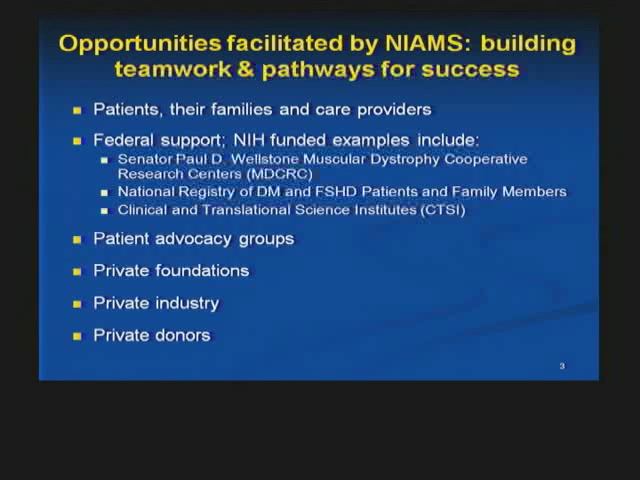 Opportunities facilitated by NIAMS: building
teamwork & pathways for success
Patients, their families and care providers
Federal support; NIH funded examples include:
Senator Paul D. Wellstone Muscular Dystrophy Cooperative
Research Centers (MDCRC)
National Registry of DM and FSHD Patients and Family Members
Clinical and Translational Science Institutes (CTSI)
Patient advocacy groups
Private foundations
Private industry
Private donors
3